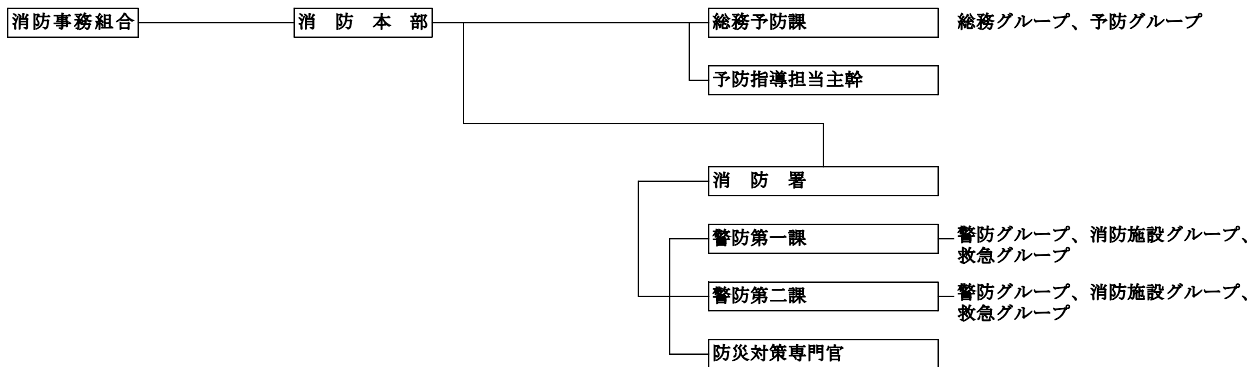 消防事務組合
消防本部
総務予防課
総務グループ、予防グループ
予防指導担当主幹
消防署
警防第一課
警防グループ、消防施設グループ、
救急グループ
警防第二課
警防グループ、消防施設グループ、
救急グループ
防災対策専門官